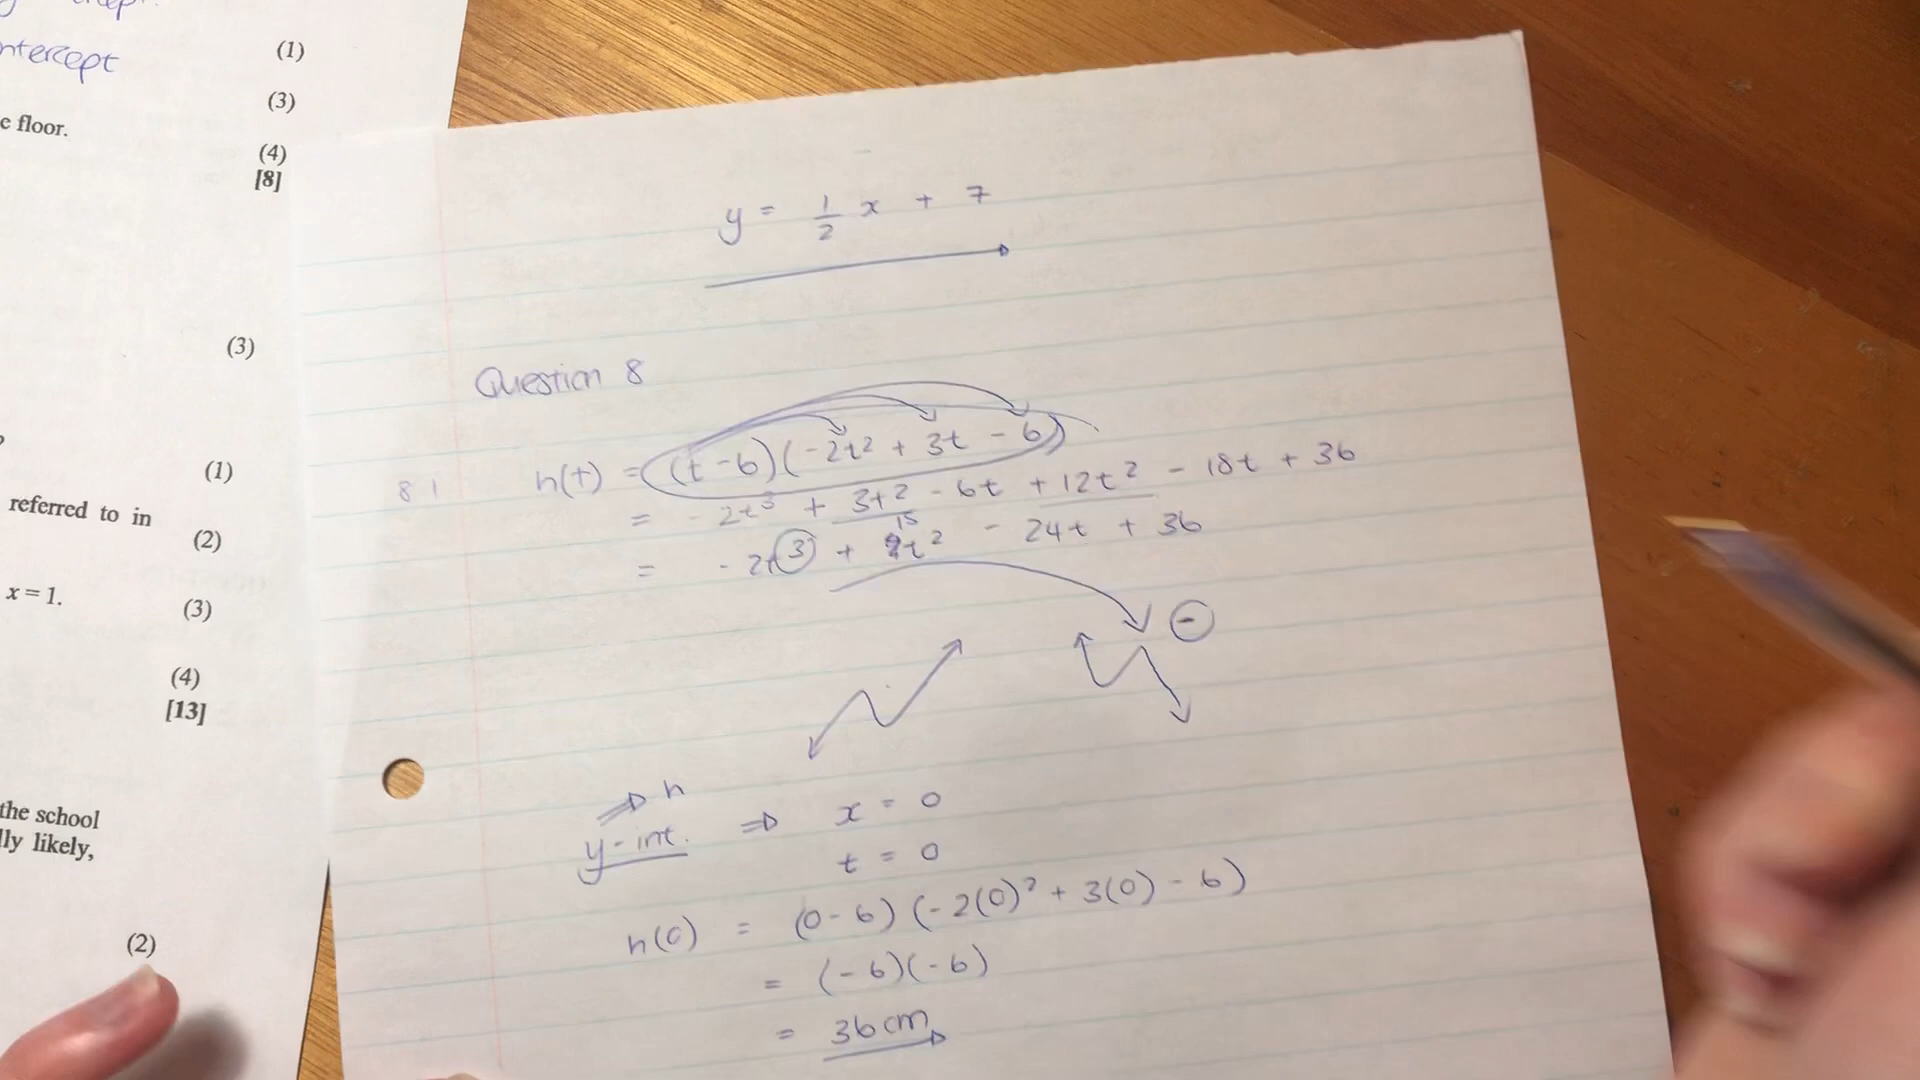 ntercept
(1)
(3)
e floor.
(4)
[8]
(3)
(1)
referred to in
(2)
x = 1.
(3)
(4)
[13]
the school
lly likely,
(2)
y = 1/2 x + 7
Question 8
8 1 h(t) = (t - 6)(-2t² + 3t - 6)
= -2t³ + 3t² - 6t + 12t² - 18t + 36
= -2t³ + 15t² - 24t + 36
-
⇒ h
y-int. ⇒ x = 0
t = 0
h(0) = (0 - 6)(-2(0)² + 3(0) - 6)
= (-6)(-6)
= 36cm